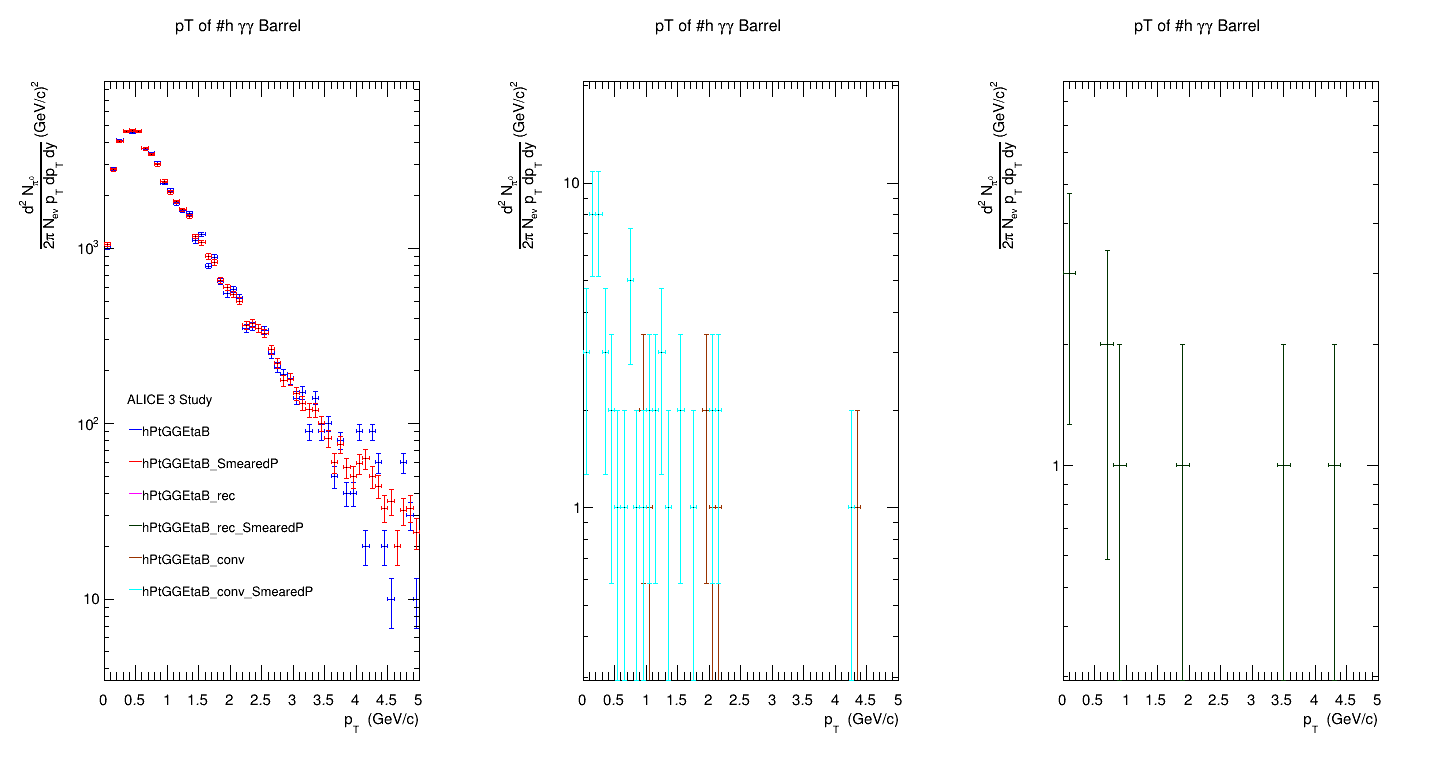 pT of #h γγ Barrel
d² N_π⁰
2π N_ev p_T dp_T dy (GeV/c)²
10³
10²
10
ALICE 3 Study
hPtGGEtaB
hPtGGEtaB_SmearedP
hPtGGEtaB_rec
hPtGGEtaB_rec_SmearedP
hPtGGEtaB_conv
hPtGGEtaB_conv_SmearedP
0 0.5 1 1.5 2 2.5 3 3.5 4 4.5 5
p_T (GeV/c)
pT of #h γγ Barrel
d² N_π⁰
2π N_ev p_T dp_T dy (GeV/c)²
10
1
0 0.5 1 1.5 2 2.5 3 3.5 4 4.5 5
p_T (GeV/c)
pT of #h γγ Barrel
d² N_π⁰
2π N_ev p_T dp_T dy (GeV/c)²
1
0 0.5 1 1.5 2 2.5 3 3.5 4 4.5 5
p_T (GeV/c)